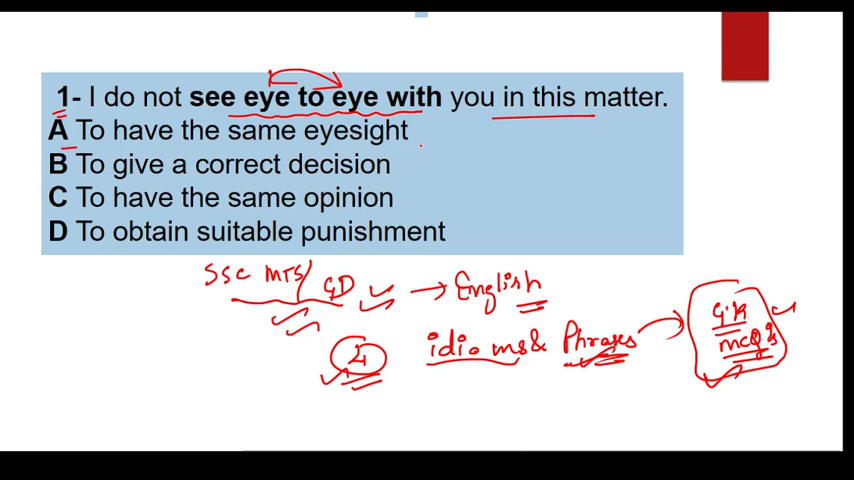 1- I do not see eye to eye with you in this matter.
A To have the same eyesight
B To give a correct decision
C To have the same opinion
D To obtain suitable punishment
SSC MTS/ GD → English
idioms & Phrases
G.K
mcq's